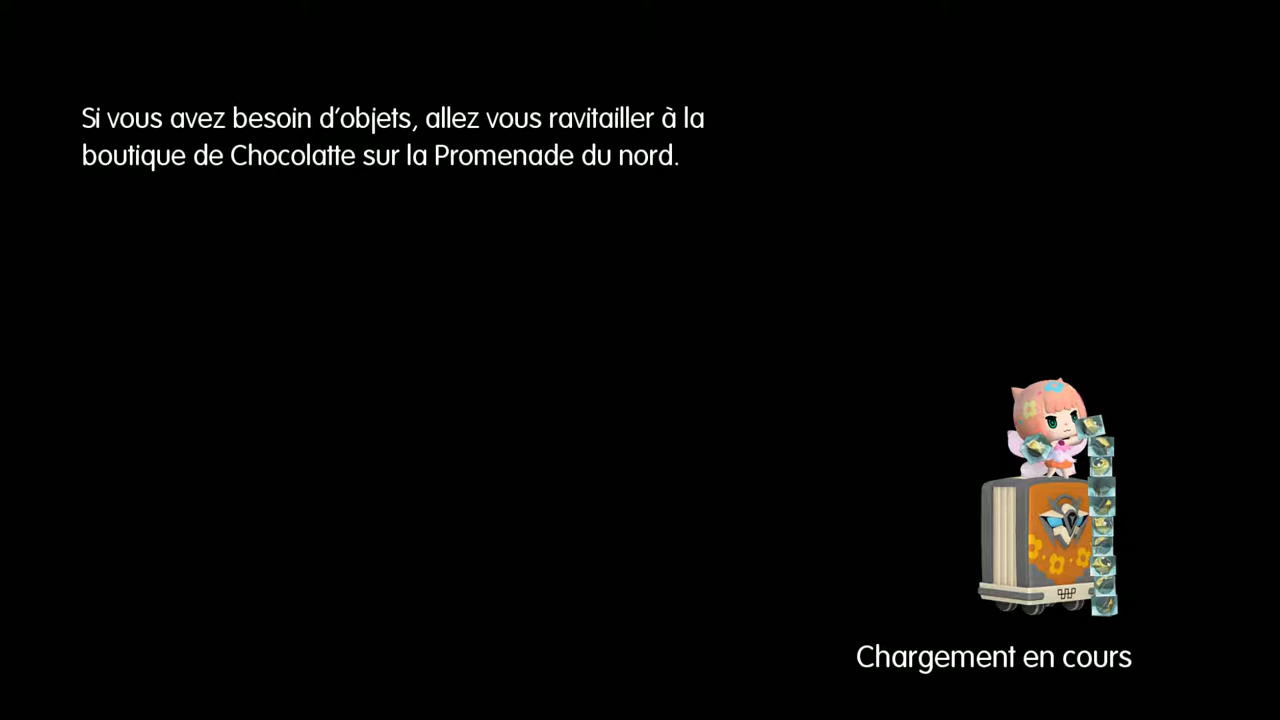 Si vous avez besoin d'objets, allez vous ravitailler à la
boutique de Chocolatte sur la Promenade du nord.
Chargement en cours